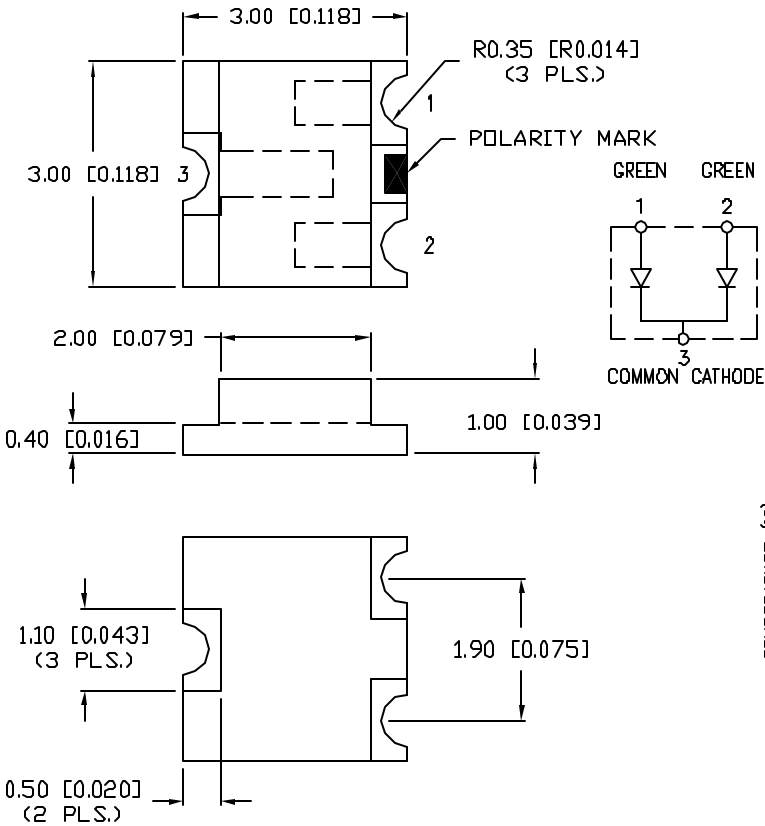 3.00 [0.118]
R0.35 [R0.014]
(3 PLS.)
1
POLARITY MARK
3.00 [0.118]
3
2
GREEN
GREEN
1
2
3
COMMON CATHODE
2.00 [0.079]
1.00 [0.039]
0.40 [0.016]
1.10 [0.043]
(3 PLS.)
1.90 [0.075]
0.50 [0.020]
(2 PLS.)